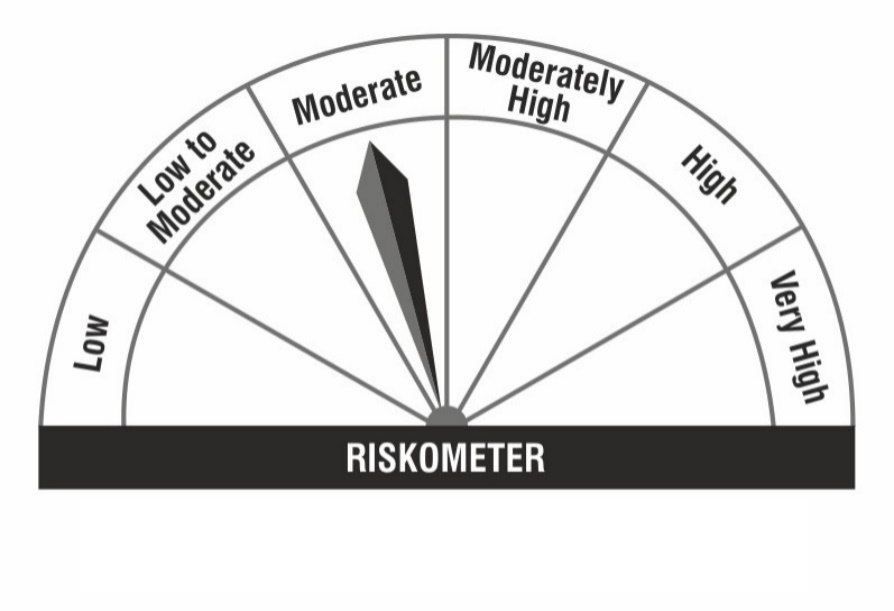 Low
Low to
Moderate
Moderate
Moderately
High
High
Very High
RISKOMETER